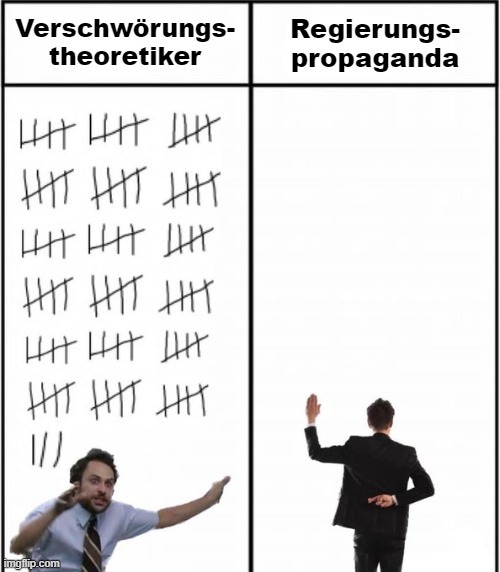 Verschwörungs-
theoretiker
Regierungs-
propaganda
imgflip.com